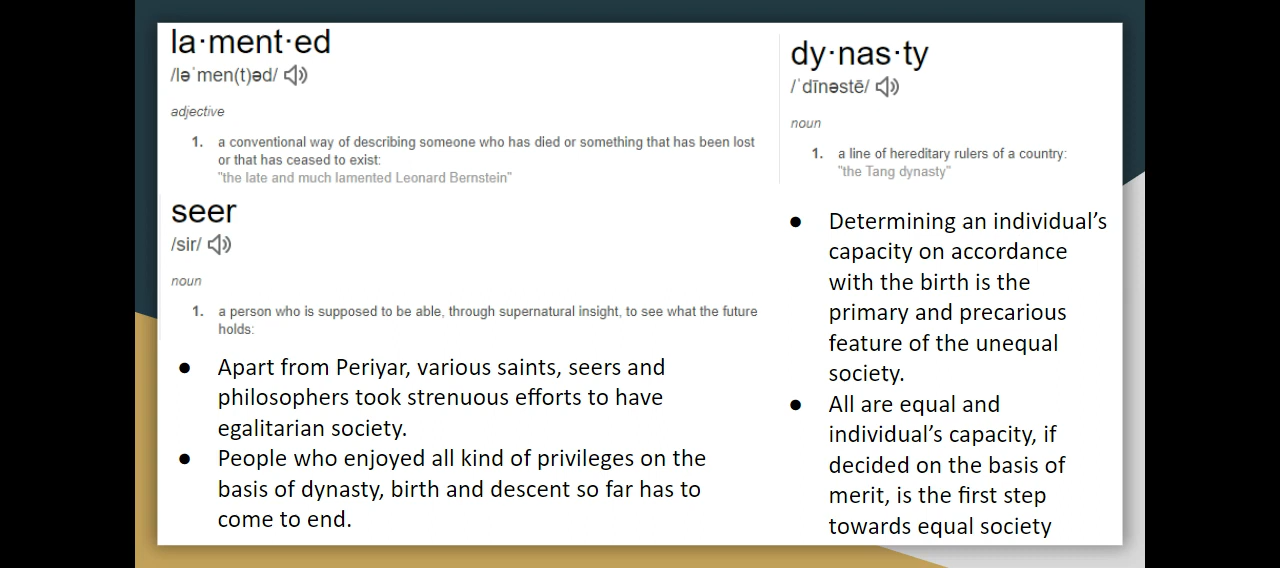 la·ment·ed
/ləˈmen(t)əd/
adjective
1. a conventional way of describing someone who has died or something that has been lost
or that has ceased to exist:
"the late and much lamented Leonard Bernstein"
seer
/sir/
noun
1. a person who is supposed to be able, through supernatural insight, to see what the future
holds:
● Apart from Periyar, various saints, seers and
philosophers took strenuous efforts to have
egalitarian society.
● People who enjoyed all kind of privileges on the
basis of dynasty, birth and descent so far has to
come to end.
dy·nas·ty
/ˈdīnəstē/
noun
1. a line of hereditary rulers of a country:
"the Tang dynasty"
● Determining an individual’s
capacity on accordance
with the birth is the
primary and precarious
feature of the unequal
society.
● All are equal and
individual’s capacity, if
decided on the basis of
merit, is the first step
towards equal society